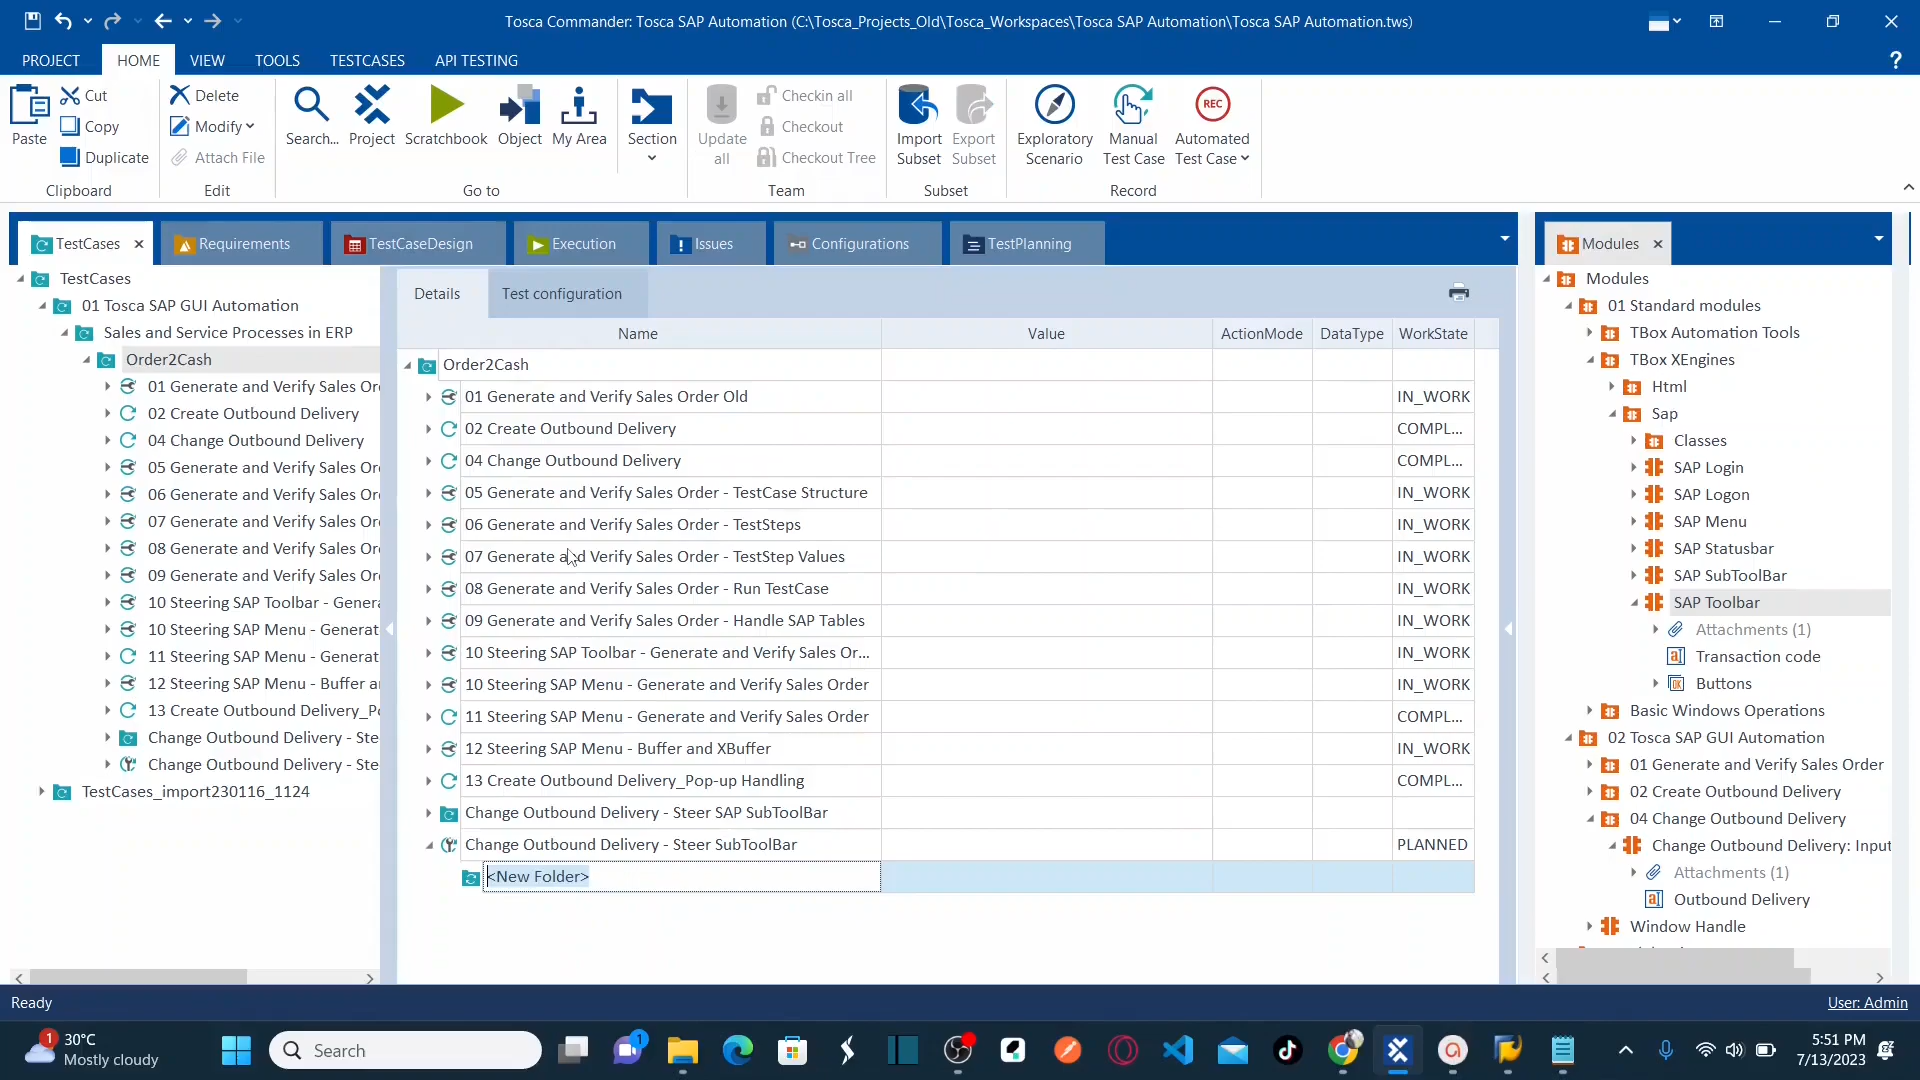 Tosca Commander: Tosca SAP Automation (C:\Tosca_Projects_Old\Tosca_Workspaces\Tosca SAP Automation\Tosca SAP Automation.tws)
PROJECT HOME VIEW TOOLS TESTCASES API TESTING ?
Paste
Cut
Copy
Duplicate
Clipboard
Delete
Modify
Attach File
Edit
Search...
Project
Scratchbook
Object
My Area
Section
Go to
Update all
Checkin all
Checkout
Checkout Tree
Team
Import Subset
Export Subset
Subset
Exploratory Scenario
Manual Test Case
REC
Automated Test Case
Record
TestCases Requirements TestCaseDesign Execution Issues Configurations TestPlanning
TestCases
01 Tosca SAP GUI Automation
Sales and Service Processes in ERP
Order2Cash
01 Generate and Verify Sales Or
02 Create Outbound Delivery
04 Change Outbound Delivery
05 Generate and Verify Sales Or
06 Generate and Verify Sales Or
07 Generate and Verify Sales Or
08 Generate and Verify Sales Or
09 Generate and Verify Sales Or
10 Steering SAP Toolbar - Genera
10 Steering SAP Menu - Generat
11 Steering SAP Menu - Generat
12 Steering SAP Menu - Buffer a
13 Create Outbound Delivery_P
Change Outbound Delivery - Ste
Change Outbound Delivery - Ste
TestCases_import230116_1124
Details Test configuration
Name Value ActionMode DataType WorkState
Order2Cash
01 Generate and Verify Sales Order Old IN_WORK
02 Create Outbound Delivery COMPL...
04 Change Outbound Delivery COMPL...
05 Generate and Verify Sales Order - TestCase Structure IN_WORK
06 Generate and Verify Sales Order - TestSteps IN_WORK
07 Generate and Verify Sales Order - TestStep Values IN_WORK
08 Generate and Verify Sales Order - Run TestCase IN_WORK
09 Generate and Verify Sales Order - Handle SAP Tables IN_WORK
10 Steering SAP Toolbar - Generate and Verify Sales Or... IN_WORK
10 Steering SAP Menu - Generate and Verify Sales Order IN_WORK
11 Steering SAP Menu - Generate and Verify Sales Order COMPL...
12 Steering SAP Menu - Buffer and XBuffer IN_WORK
13 Create Outbound Delivery_Pop-up Handling COMPL...
Change Outbound Delivery - Steer SAP SubToolBar
Change Outbound Delivery - Steer SubToolBar PLANNED
<New Folder>
Modules
Modules
01 Standard modules
TBox Automation Tools
TBox XEngines
Html
Sap
Classes
SAP Login
SAP Logon
SAP Menu
SAP Statusbar
SAP SubToolBar
SAP Toolbar
Attachments (1)
Transaction code
Buttons
Basic Windows Operations
02 Tosca SAP GUI Automation
01 Generate and Verify Sales Order
02 Create Outbound Delivery
04 Change Outbound Delivery
Change Outbound Delivery: Input
Attachments (1)
Outbound Delivery
Window Handle
Ready
User: Admin
1
30°C
Mostly cloudy
Search
1
5:51 PM
7/13/2023